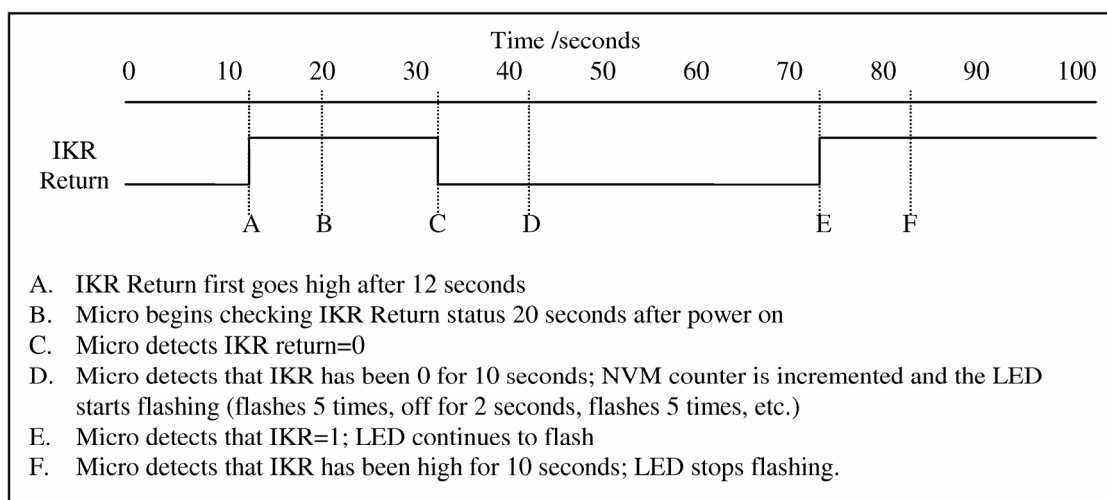 Time /seconds
0 10 20 30 40 50 60 70 80 90 100
IKR
Return
A B C D E F
A. IKR Return first goes high after 12 seconds
B. Micro begins checking IKR Return status 20 seconds after power on
C. Micro detects IKR return=0
D. Micro detects that IKR has been 0 for 10 seconds; NVM counter is incremented and the LED
starts flashing (flashes 5 times, off for 2 seconds, flashes 5 times, etc.)
E. Micro detects that IKR=1; LED continues to flash
F. Micro detects that IKR has been high for 10 seconds; LED stops flashing.